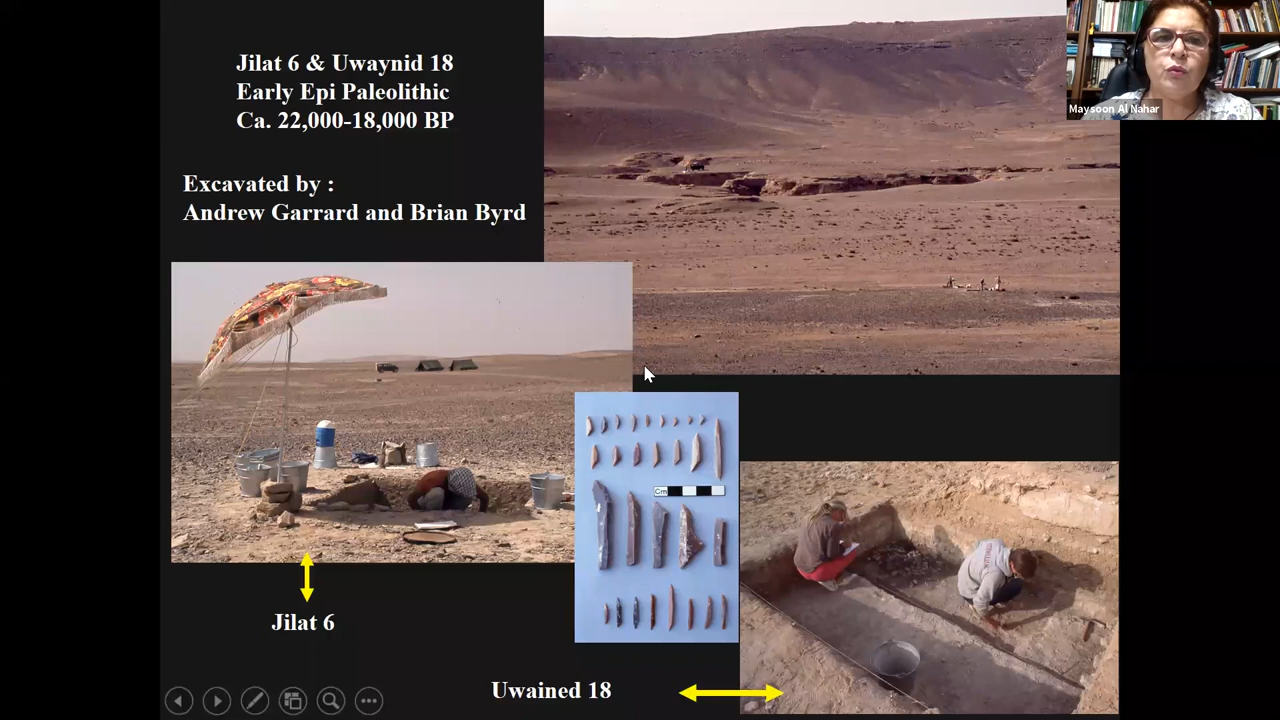 Jilat 6 & Uwaynid 18
Early Epi Paleolithic
Ca. 22,000-18,000 BP
Excavated by :
Andrew Garrard and Brian Byrd
Maysoon Al Nahar
Cm
Jilat 6
Uwained 18